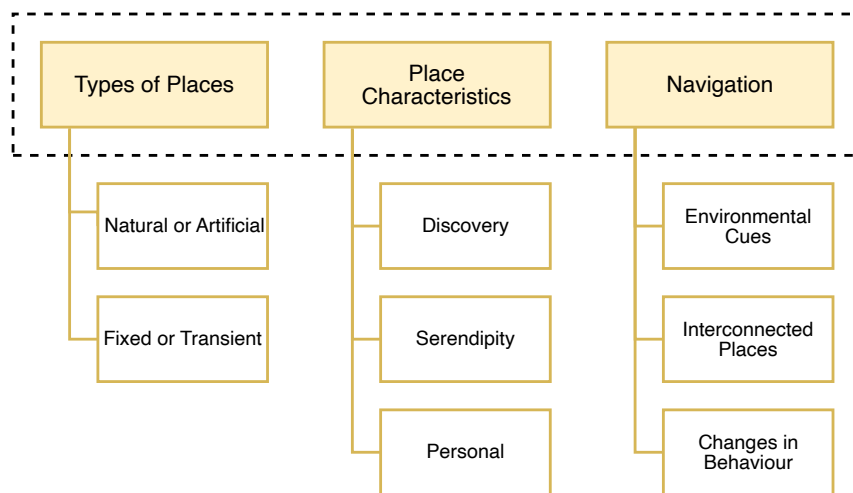 Types of Places
Place
Characteristics
Navigation
Natural or Artificial
Fixed or Transient
Discovery
Serendipity
Personal
Environmental
Cues
Interconnected
Places
Changes in
Behaviour